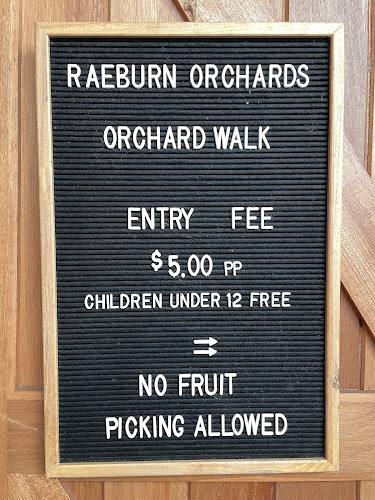 RAEBURN ORCHARDS
ORCHARD WALK
ENTRY FEE
$5.00 PP
CHILDREN UNDER 12 FREE
⇉
NO FRUIT
PICKING ALLOWED